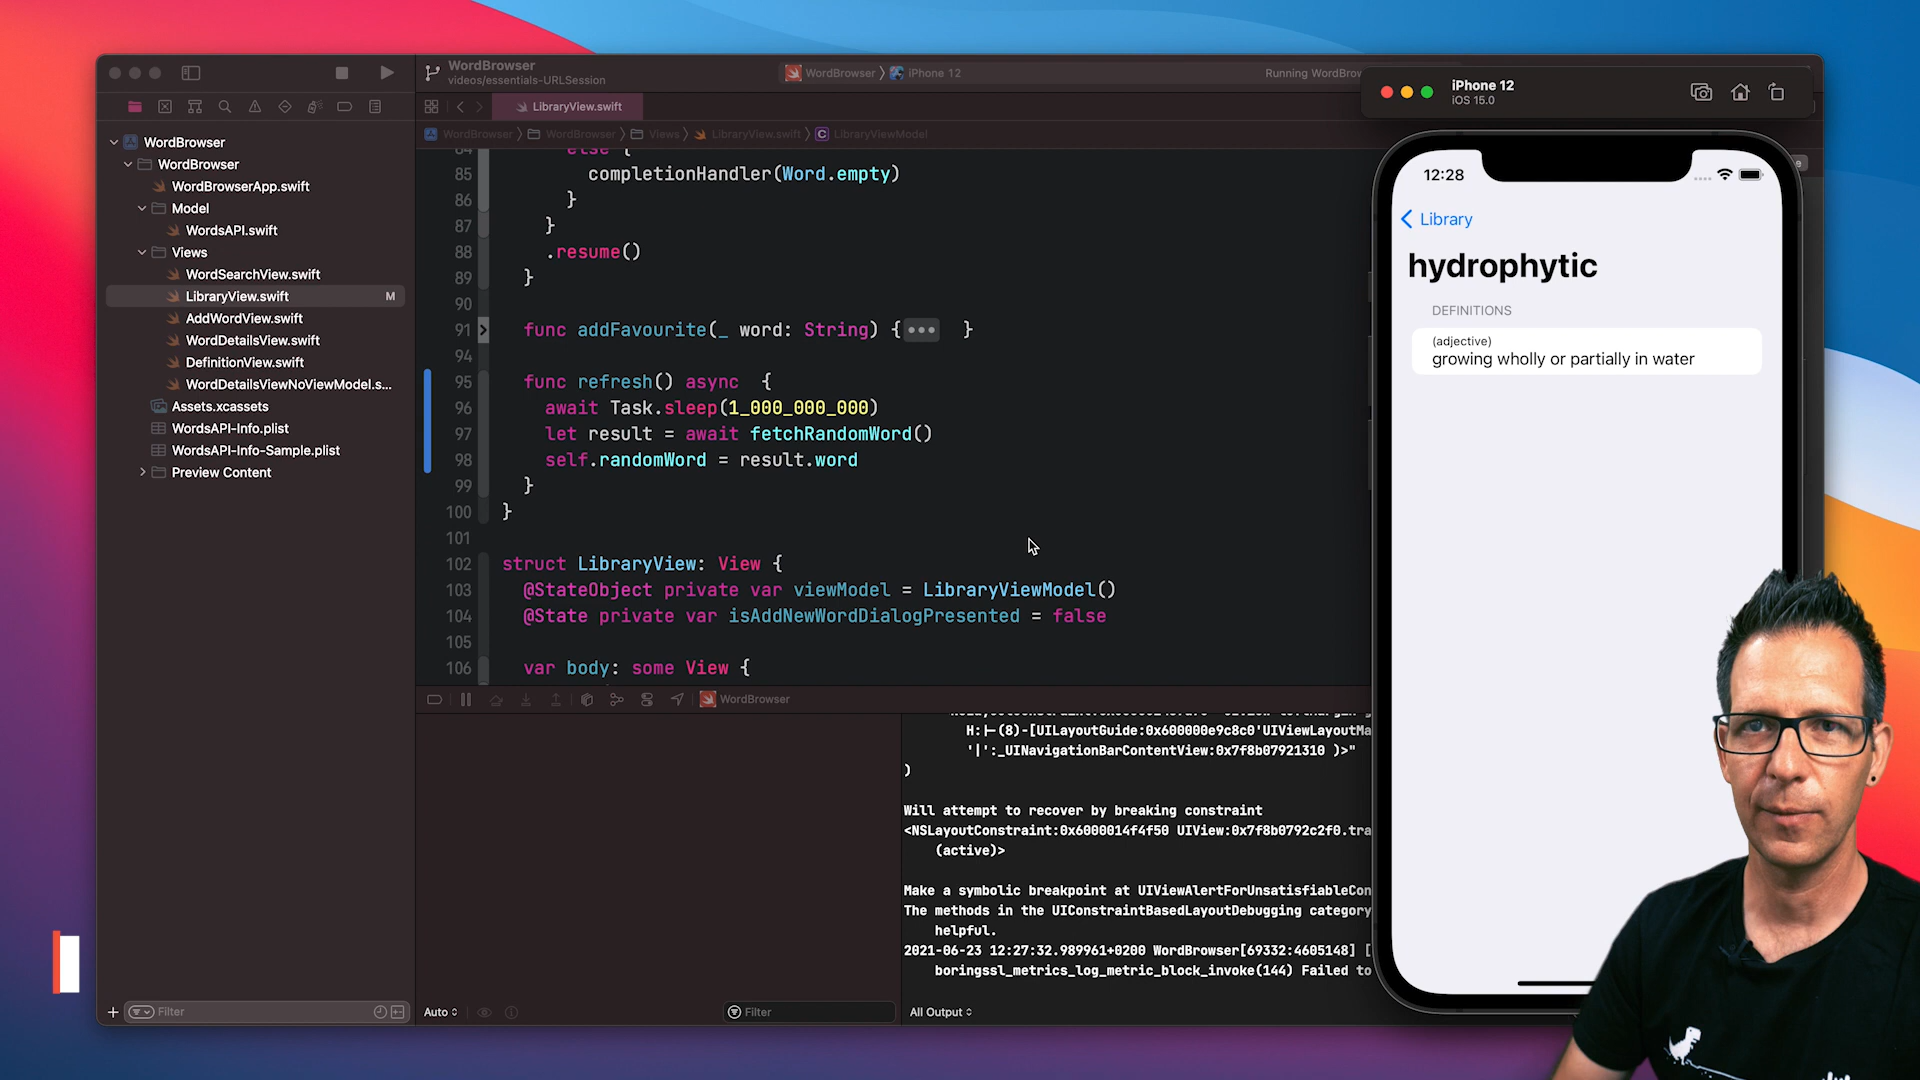 WordBrowser
videos/essentials-URLSession
WordBrowser
iPhone 12
Running WordBrow
iPhone 12
iOS 15.0
LibraryView.swift
WordBrowser
WordBrowser
Views
LibraryView.swift
LibraryViewModel
WordBrowser
WordBrowser
WordBrowserApp.swift
Model
WordsAPI.swift
Views
WordSearchView.swift
LibraryView.swift
M
AddWordView.swift
WordDetailsView.swift
DefinitionView.swift
WordDetailsViewNoViewModel.s...
Assets.xcassets
WordsAPI-Info.plist
WordsAPI-Info-Sample.plist
Preview Content
Filter
84 else {
85 completionHandler(Word.empty)
86 }
87 }
88 .resume()
89 }
90
91 func addFavourite(_ word: String) {••• }
94
95 func refresh() async  {
96 await Task.sleep(1_000_000_000)
97 let result = await fetchRandomWord()
98 self.randomWord = result.word
99 }
100 }
101
102 struct LibraryView: View {
103 @StateObject private var viewModel = LibraryViewModel()
104 @State private var isAddNewWordDialogPresented = false
105
106 var body: some View {
WordBrowser
H:|-(8)-[UILayoutGuide:0x600000e9c8c0'UIViewLayoutMa
'|':_UINavigationBarContentView:0x7f8b07921310 )>"
)
Will attempt to recover by breaking constraint
<NSLayoutConstraint:0x6000014f4f50 UIView:0x7f8b0792c2f0.tra
(active)>
Make a symbolic breakpoint at UIViewAlertForUnsatisfiableCon
The methods in the UIConstraintBasedLayoutDebugging category
helpful.
2021-06-23 12:27:32.989961+0200 WordBrowser[69332:4605148] [
boringssl_metrics_log_metric_block_invoke(144) Failed to
Auto
Filter
All Output
12:28
Library
hydrophytic
DEFINITIONS
(adjective)
growing wholly or partially in water